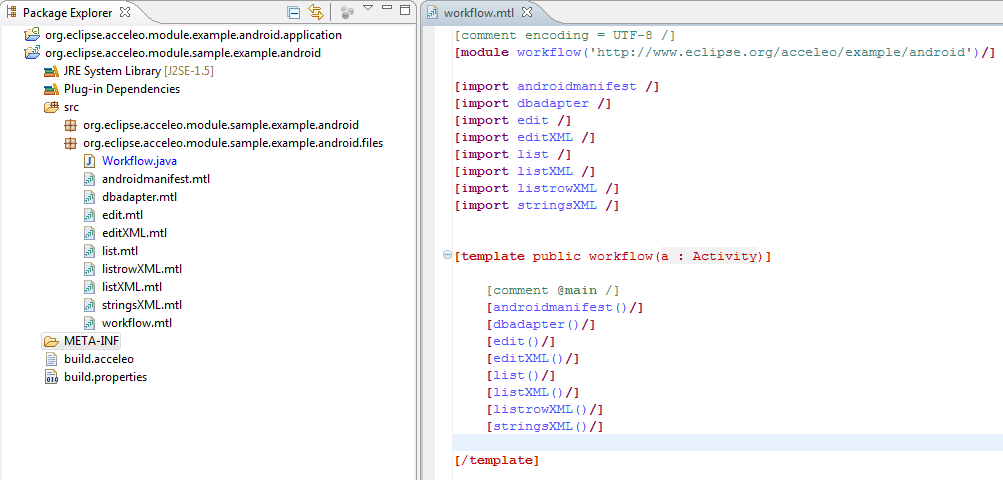 Package Explorer
org.eclipse.acceleo.module.example.android.application
org.eclipse.acceleo.module.sample.example.android
JRE System Library [J2SE-1.5]
Plug-in Dependencies
src
org.eclipse.acceleo.module.sample.example.android
org.eclipse.acceleo.module.sample.example.android.files
Workflow.java
androidmanifest.mtl
dbadapter.mtl
edit.mtl
editXML.mtl
list.mtl
listrowXML.mtl
listXML.mtl
stringsXML.mtl
workflow.mtl
META-INF
build.acceleo
build.properties
workflow.mtl
[comment encoding = UTF-8 /]
[module workflow('http://www.eclipse.org/acceleo/example/android')/]
[import androidmanifest /]
[import dbadapter /]
[import edit /]
[import editXML /]
[import list /]
[import listXML /]
[import listrowXML /]
[import stringsXML /]
[template public workflow(a : Activity)]
[comment @main /]
[androidmanifest()/]
[dbadapter()/]
[edit()/]
[editXML()/]
[list()/]
[listXML()/]
[listrowXML()/]
[stringsXML()/]
[/template]